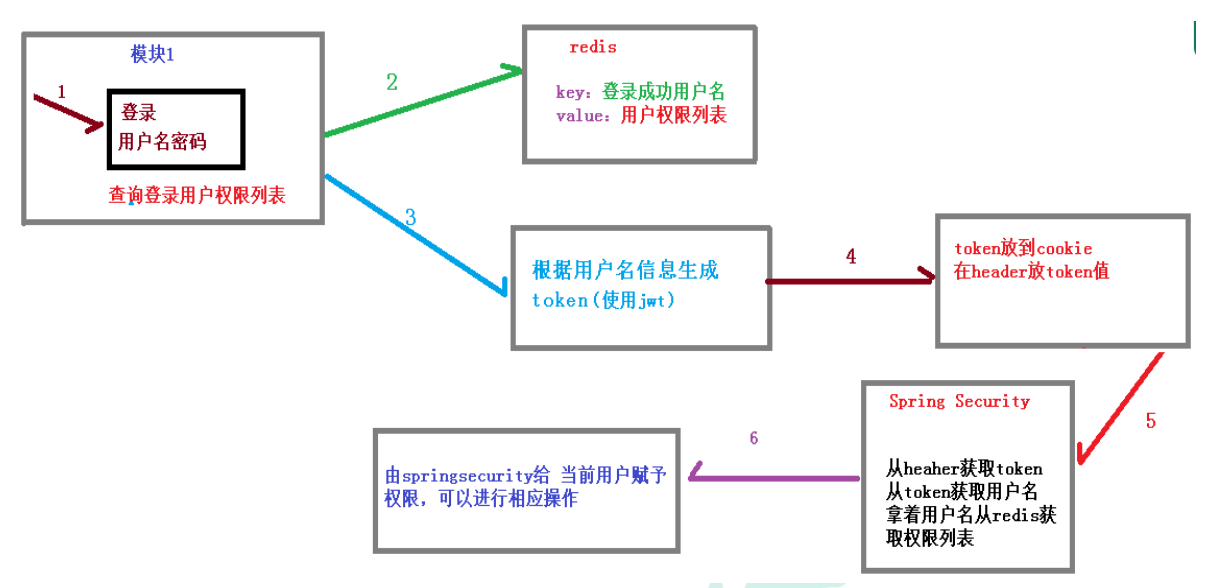 模块1
1
登录
用户名密码
查询登录用户权限列表
2
redis
key: 登录成功用户名
value: 用户权限列表
3
根据用户名信息生成
token(使用jwt)
4
token放到cookie
在header放token值
5
Spring Security
从heaher获取token
从token获取用户名
拿着用户名从redis获
取权限列表
6
由springsecurity给 当前用户赋予
权限，可以进行相应操作